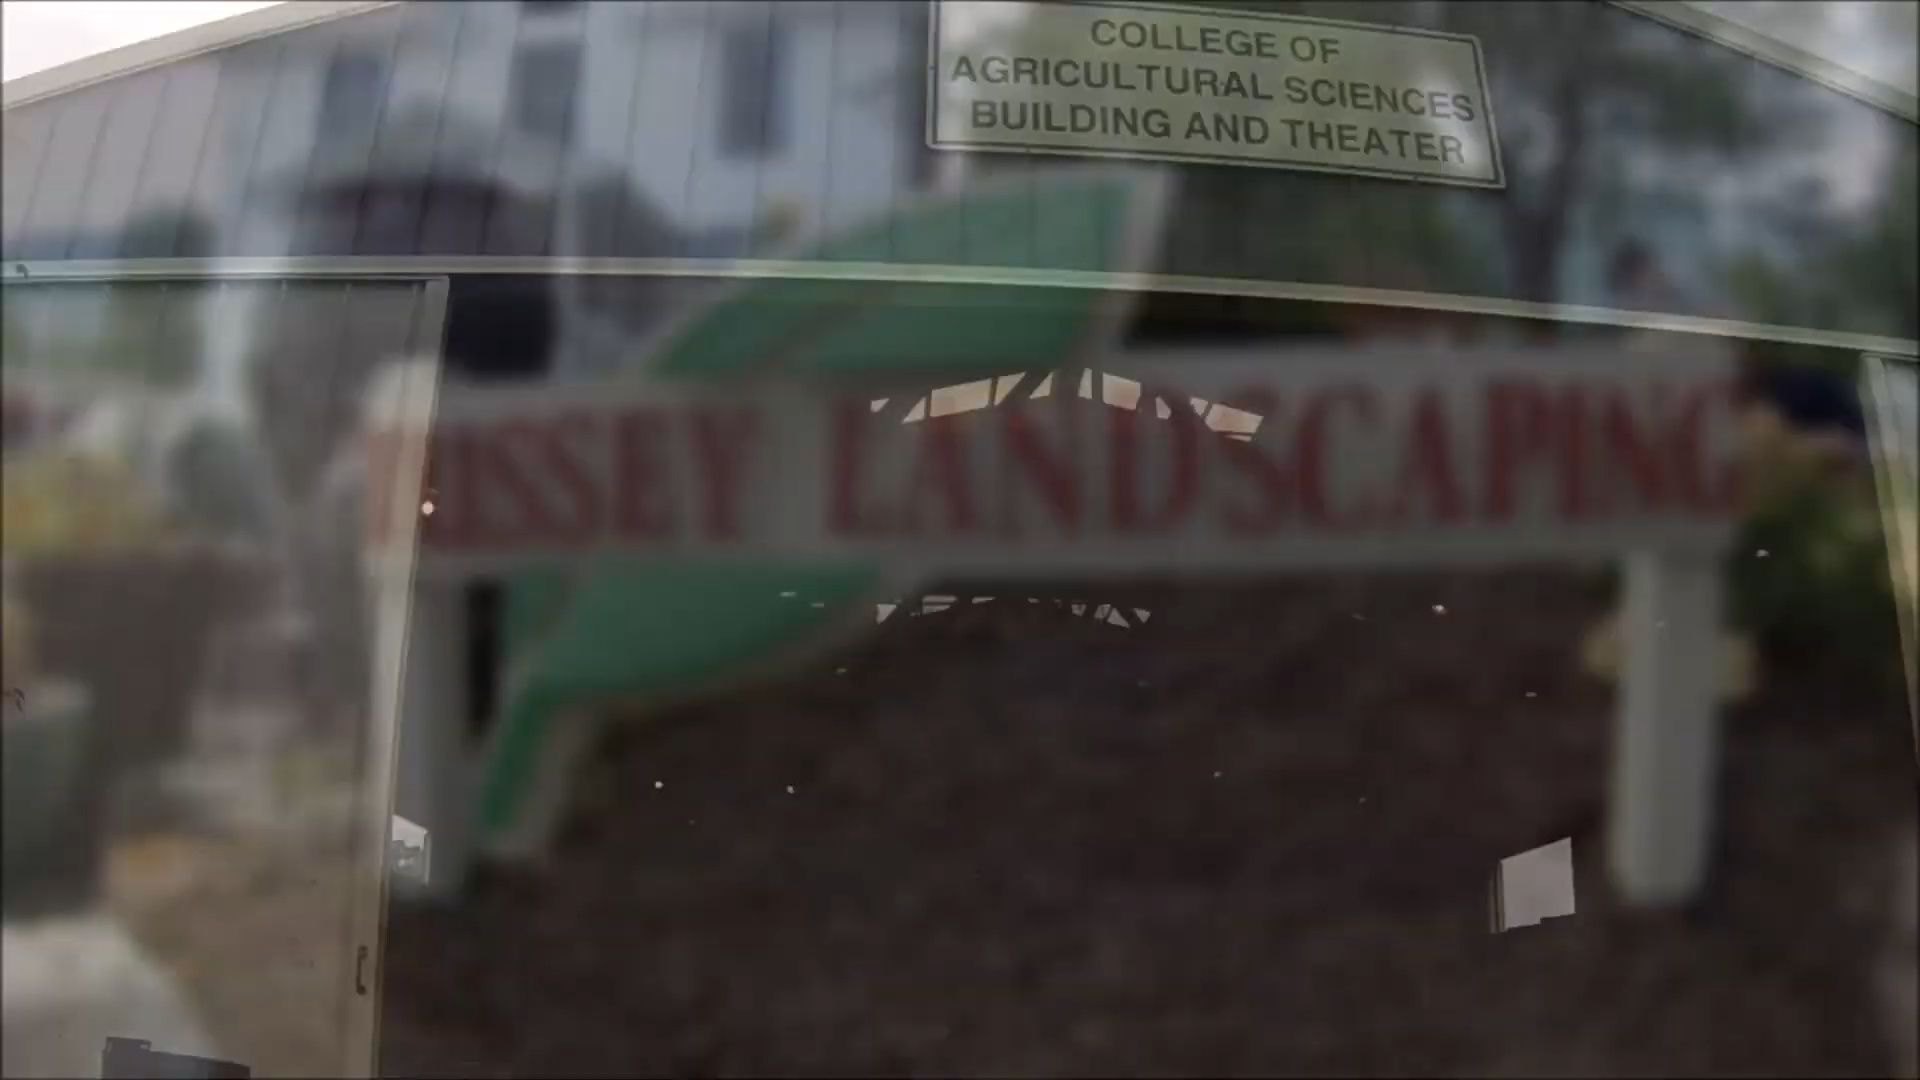 COLLEGE OF
AGRICULTURAL SCIENCES
BUILDING AND THEATER
LANDSCAPING